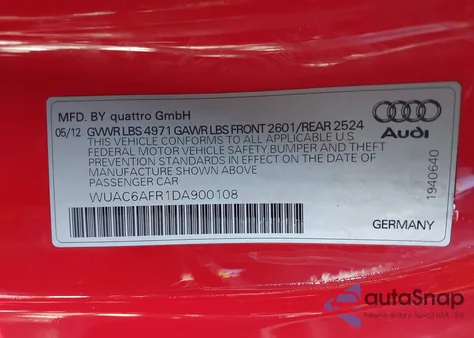 MFD. BY quattro GmbH
05/12 GVWR LBS 4971 GAWR LBS FRONT 2601/REAR 2524
THIS VEHICLE CONFORMS TO ALL APPLICABLE U.S.
FEDERAL MOTOR VEHICLE SAFETY BUMPER AND THEFT
PREVENTION STANDARDS IN EFFECT ON THE DATE OF
MANUFACTURE SHOWN ABOVE
PASSENGER CAR
WUAC6AFR1DA900108
Audi
1940640
GERMANY
autoSnap